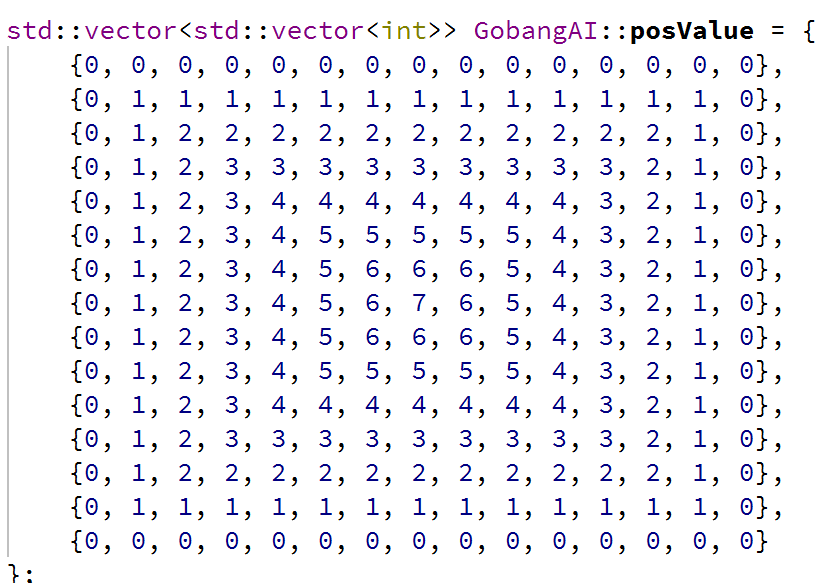 std::vector<std::vector<int>> GobangAI::posValue = {
{0, 0, 0, 0, 0, 0, 0, 0, 0, 0, 0, 0, 0, 0, 0},
{0, 1, 1, 1, 1, 1, 1, 1, 1, 1, 1, 1, 1, 1, 0},
{0, 1, 2, 2, 2, 2, 2, 2, 2, 2, 2, 2, 2, 1, 0},
{0, 1, 2, 3, 3, 3, 3, 3, 3, 3, 3, 3, 2, 1, 0},
{0, 1, 2, 3, 4, 4, 4, 4, 4, 4, 4, 3, 2, 1, 0},
{0, 1, 2, 3, 4, 5, 5, 5, 5, 5, 4, 3, 2, 1, 0},
{0, 1, 2, 3, 4, 5, 6, 6, 6, 5, 4, 3, 2, 1, 0},
{0, 1, 2, 3, 4, 5, 6, 7, 6, 5, 4, 3, 2, 1, 0},
{0, 1, 2, 3, 4, 5, 6, 6, 6, 5, 4, 3, 2, 1, 0},
{0, 1, 2, 3, 4, 5, 5, 5, 5, 5, 4, 3, 2, 1, 0},
{0, 1, 2, 3, 4, 4, 4, 4, 4, 4, 4, 3, 2, 1, 0},
{0, 1, 2, 3, 3, 3, 3, 3, 3, 3, 3, 3, 2, 1, 0},
{0, 1, 2, 2, 2, 2, 2, 2, 2, 2, 2, 2, 2, 1, 0},
{0, 1, 1, 1, 1, 1, 1, 1, 1, 1, 1, 1, 1, 1, 0},
{0, 0, 0, 0, 0, 0, 0, 0, 0, 0, 0, 0, 0, 0, 0}
};